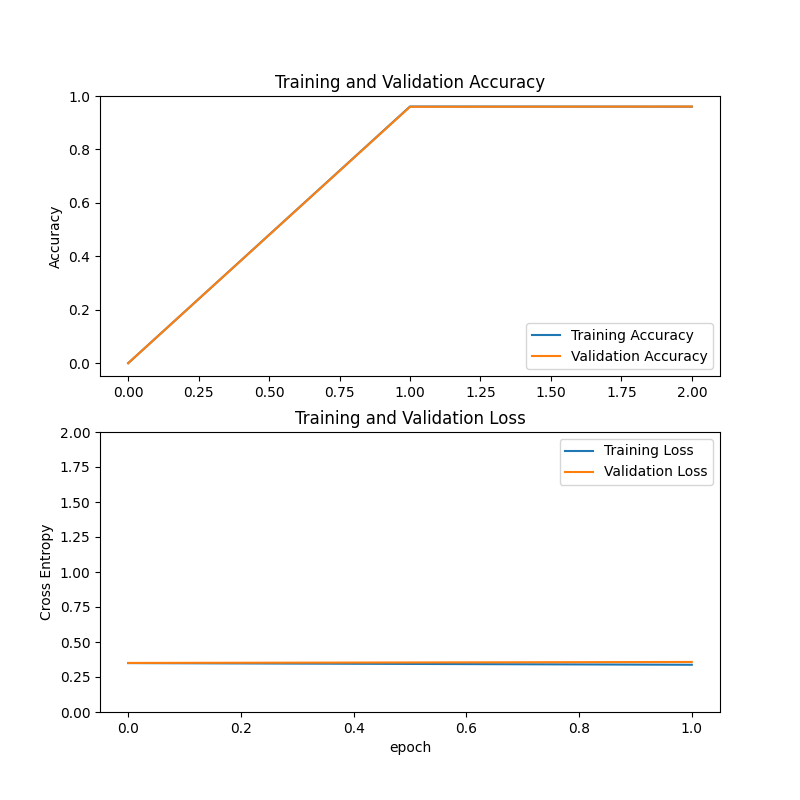 Training and Validation Accuracy
1.0
0.8
0.6
0.4
0.2
0.0
Accuracy
Training Accuracy
Validation Accuracy
0.00 0.25 0.50 0.75 1.00 1.25 1.50 1.75 2.00
Training and Validation Loss
2.00
1.75
1.50
1.25
1.00
0.75
0.50
0.25
0.00
Cross Entropy
Training Loss
Validation Loss
0.0 0.2 0.4 0.6 0.8 1.0
epoch